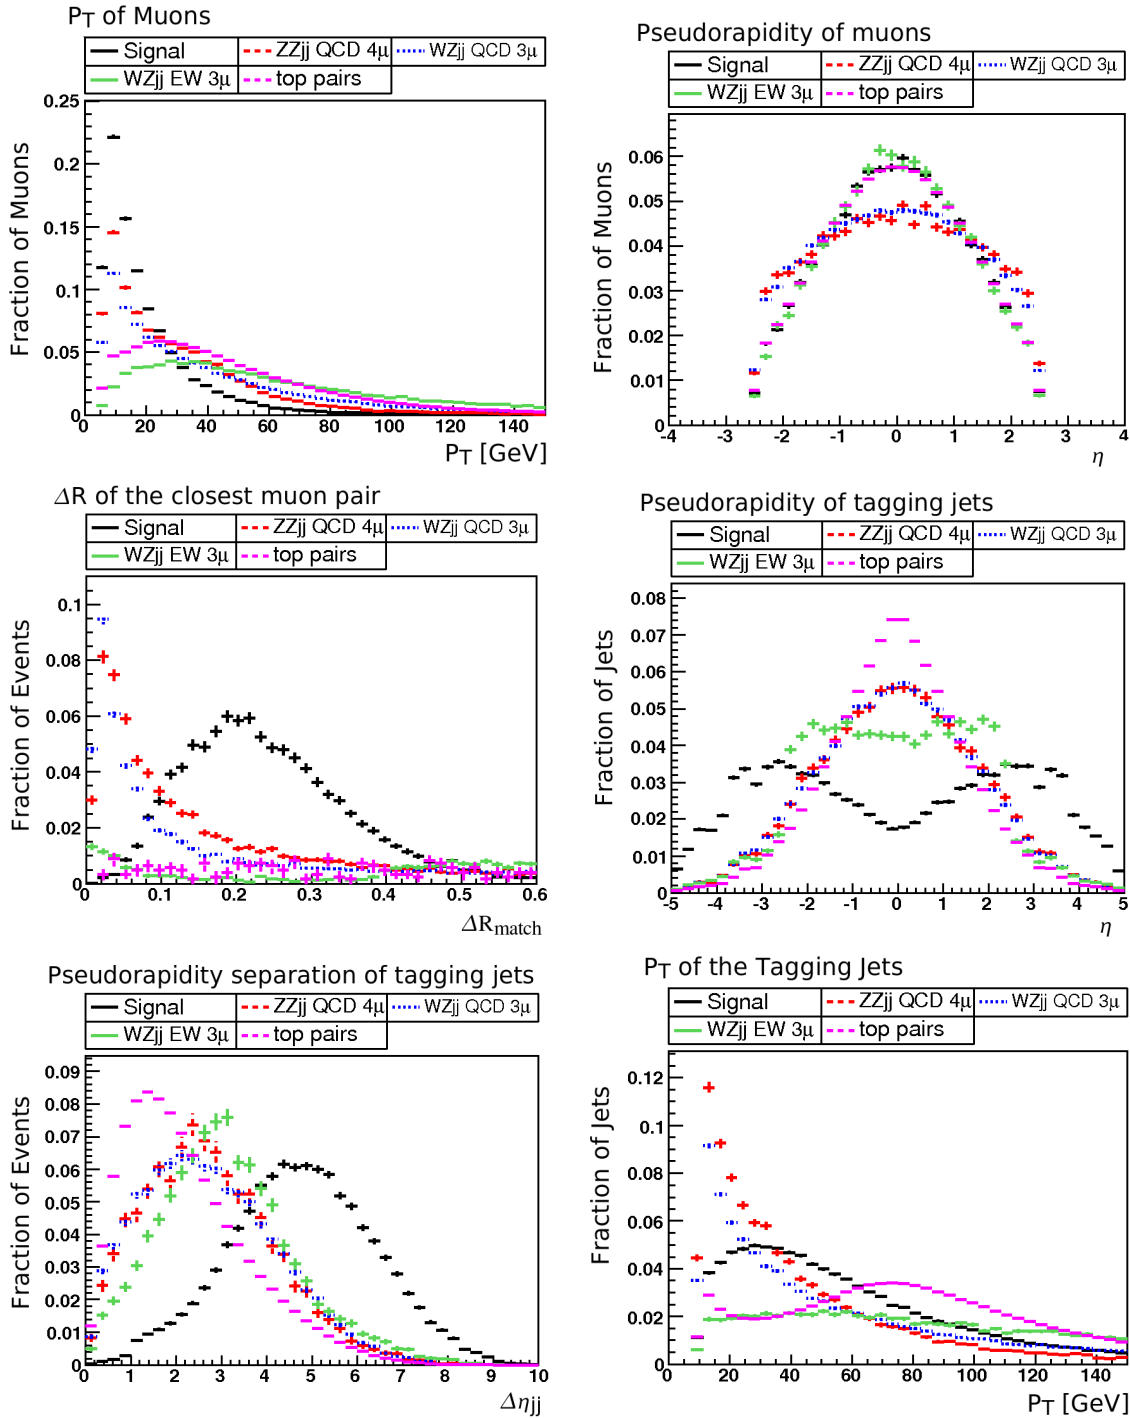 P_T of Muons
Signal
ZZjj QCD 4μ
WZjj QCD 3μ
WZjj EW 3μ
top pairs
Fraction of Muons
0.25
0.2
0.15
0.1
0.05
0
0 20 40 60 80 100 120 140
P_T [GeV]
Pseudorapidity of muons
Signal
ZZjj QCD 4μ
WZjj QCD 3μ
WZjj EW 3μ
top pairs
Fraction of Muons
0.06
0.05
0.04
0.03
0.02
0.01
0
-4 -3 -2 -1 0 1 2 3 4
η
ΔR of the closest muon pair
Signal
ZZjj QCD 4μ
WZjj QCD 3μ
WZjj EW 3μ
top pairs
Fraction of Events
0.1
0.08
0.06
0.04
0.02
0
0 0.1 0.2 0.3 0.4 0.5 0.6
ΔR_match
Pseudorapidity of tagging jets
Signal
ZZjj QCD 4μ
WZjj QCD 3μ
WZjj EW 3μ
top pairs
Fraction of Jets
0.08
0.07
0.06
0.05
0.04
0.03
0.02
0.01
0
-5 -4 -3 -2 -1 0 1 2 3 4 5
η
Pseudorapidity separation of tagging jets
Signal
ZZjj QCD 4μ
WZjj QCD 3μ
WZjj EW 3μ
top pairs
Fraction of Events
0.09
0.08
0.07
0.06
0.05
0.04
0.03
0.02
0.01
0.00
0 1 2 3 4 5 6 7 8 9 10
Δηjj
P_T of the Tagging Jets
Signal
ZZjj QCD 4μ
WZjj QCD 3μ
WZjj EW 3μ
top pairs
Fraction of Jets
0.12
0.10
0.08
0.06
0.04
0.02
0
0 20 40 60 80 100 120 140
P_T [GeV]